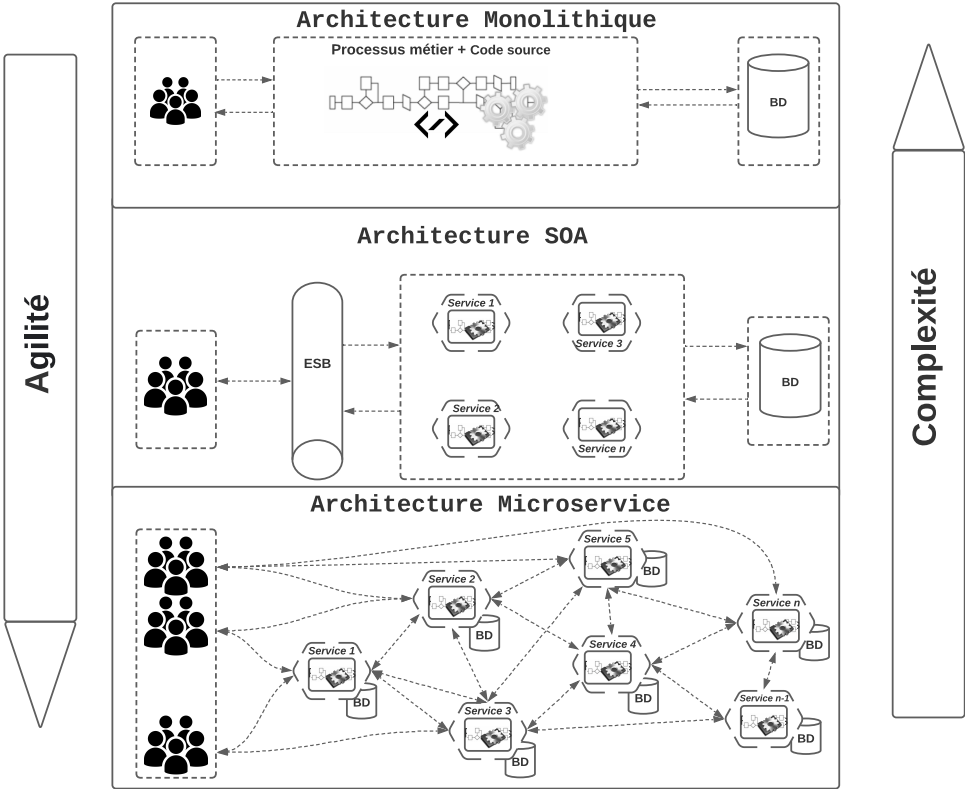 Architecture Monolithique
Processus métier + Code source
BD
Agilité
Complexité
Architecture SOA
ESB
Service 1
Service 3
Service 2
Service n
BD
Architecture Microservice
Service 5
BD
Service 2
BD
Service n
BD
Service 1
BD
Service 4
BD
Service 3
BD
Service n-1
BD